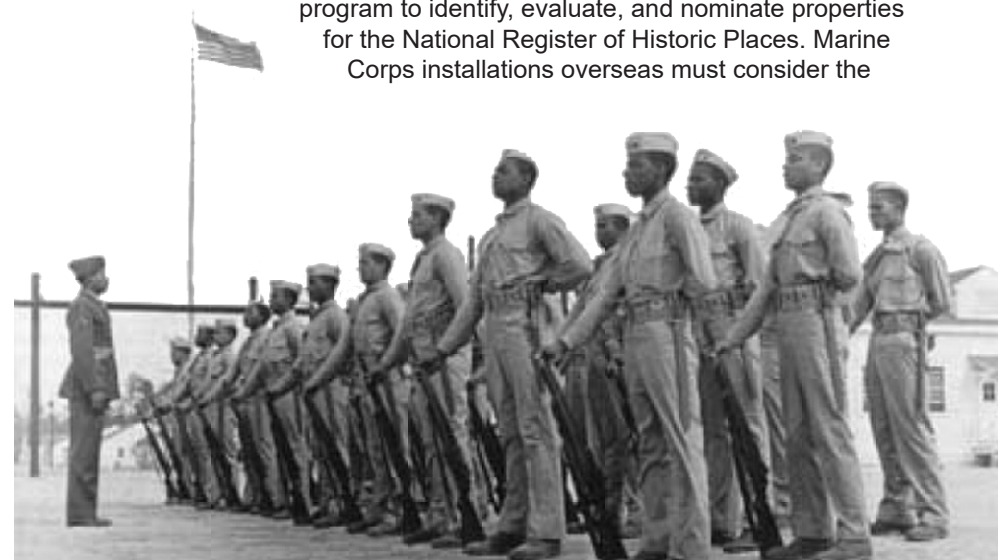 program to identify, evaluate, and nominate properties
for the National Register of Historic Places. Marine
Corps installations overseas must consider the